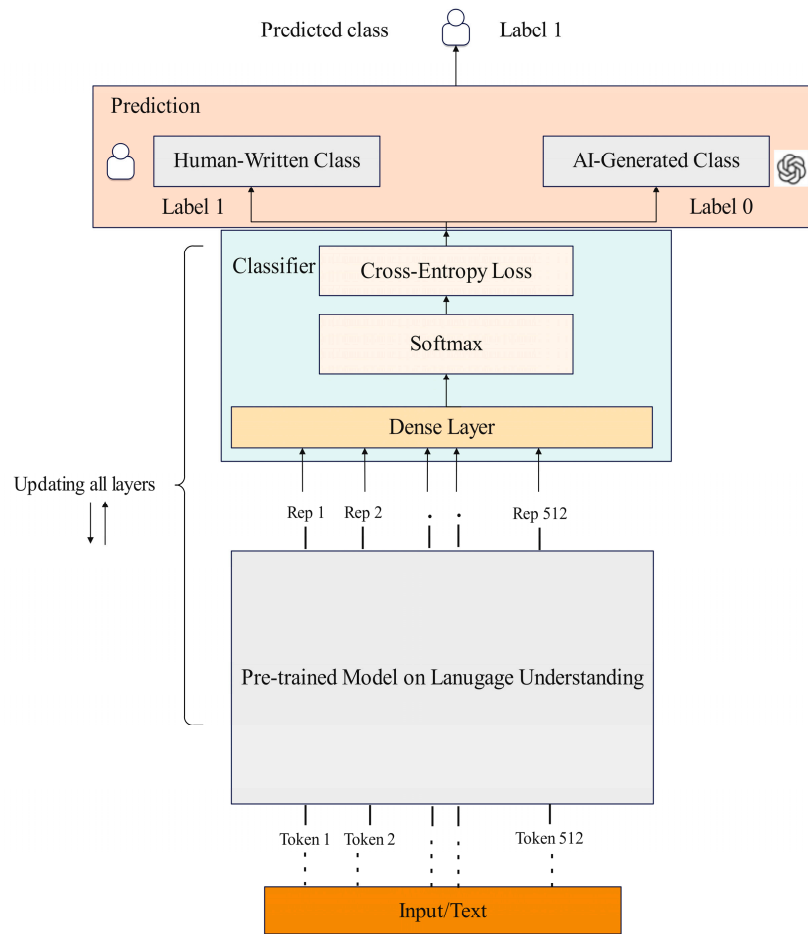 Predicted class
Label 1
Prediction
Human-Written Class
AI-Generated Class
Label 1
Label 0
Classifier
Cross-Entropy Loss
Softmax
Dense Layer
Updating all layers
Rep 1
Rep 2
.
.
Rep 512
Pre-trained Model on Lanugage Understanding
Token 1
Token 2
Token 512
Input/Text